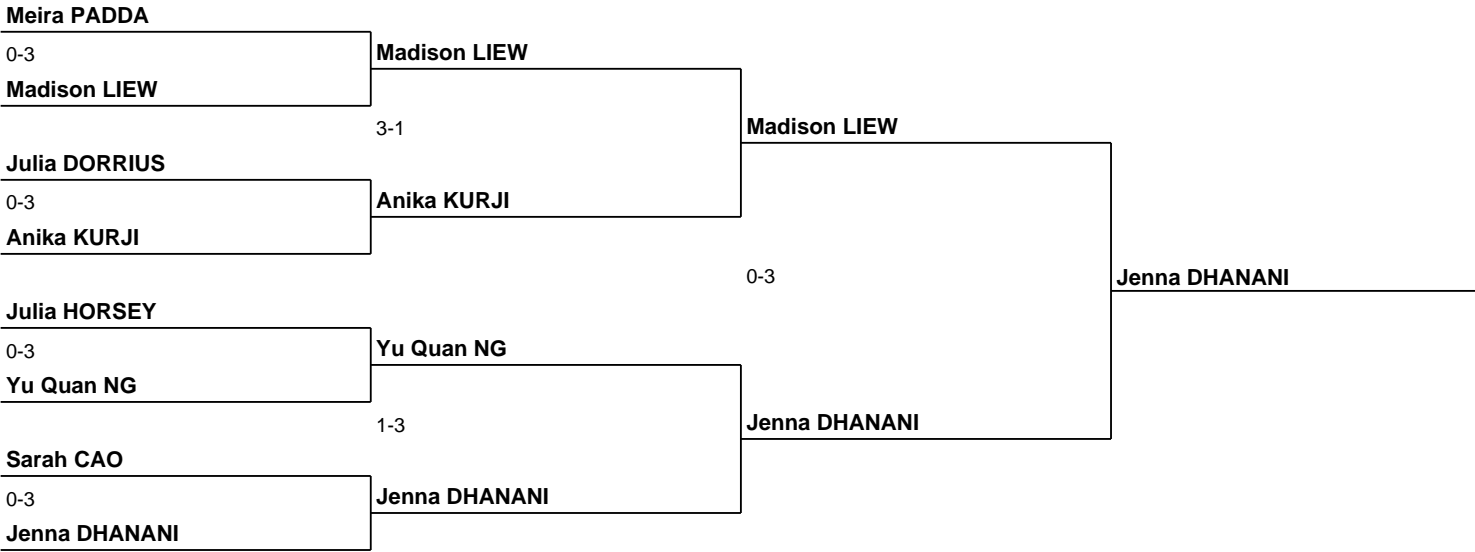 Meira PADDA
0-3
Madison LIEW
Madison LIEW
3-1
Madison LIEW
Julia DORRIUS
0-3
Anika KURJI
Anika KURJI
0-3
Jenna DHANANI
Julia HORSEY
0-3
Yu Quan NG
Yu Quan NG
1-3
Jenna DHANANI
Sarah CAO
0-3
Jenna DHANANI
Jenna DHANANI